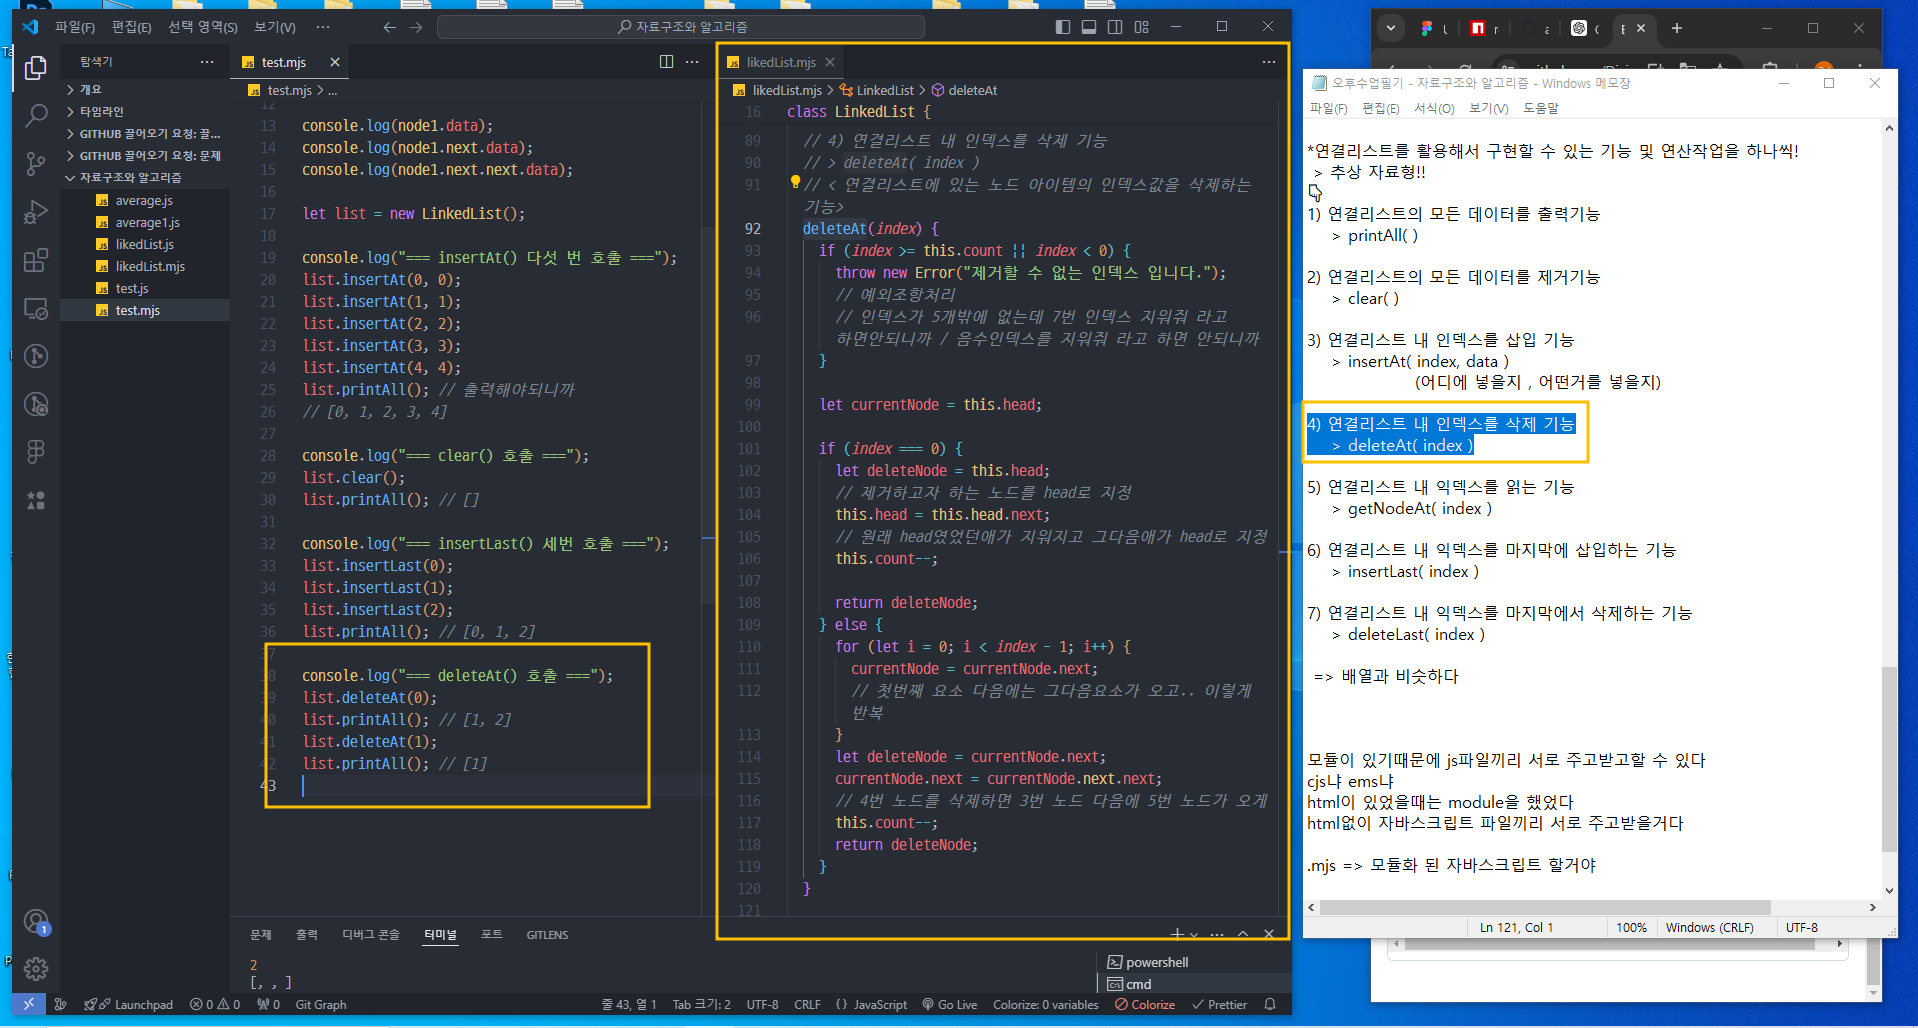 파일(F) 편집(E) 선택 영역(S) 보기(V) ···
자료구조와 알고리즘
탐색기
개요
타임라인
GITHUB 끌어오기 요청: 끌...
GITHUB 끌어오기 요청: 문제
자료구조와 알고리즘
average.js
average1.js
likedList.js
likedList.mjs
test.js
test.mjs
test.mjs
test.mjs > ...
12
13 console.log(node1.data);
14 console.log(node1.next.data);
15 console.log(node1.next.next.data);
16
17 let list = new LinkedList();
18
19 console.log("=== insertAt() 다섯 번 호출 ===");
20 list.insertAt(0, 0);
21 list.insertAt(1, 1);
22 list.insertAt(2, 2);
23 list.insertAt(3, 3);
24 list.insertAt(4, 4);
25 list.printAll(); // 출력해야되니까
26 // [0, 1, 2, 3, 4]
27
28 console.log("=== clear() 호출 ===");
29 list.clear();
30 list.printAll(); // []
31
32 console.log("=== insertLast() 세번 호출 ===");
33 list.insertLast(0);
34 list.insertLast(1);
35 list.insertLast(2);
36 list.printAll(); // [0, 1, 2]
37
38 console.log("=== deleteAt() 호출 ===");
39 list.deleteAt(0);
40 list.printAll(); // [1, 2]
41 list.deleteAt(1);
42 list.printAll(); // [1]
43
likedList.mjs
likedList.mjs > LinkedList > deleteAt
16 class LinkedList {
89 // 4) 연결리스트 내 인덱스를 삭제 기능
90 // > deleteAt( index )
91 // < 연결리스트에 있는 노드 아이템의 인덱스값을 삭제하는
기능>
92 deleteAt(index) {
93 if (index >= this.count || index < 0) {
94 throw new Error("제거할 수 없는 인덱스 입니다.");
95 // 예외조항처리
96 // 인덱스가 5개밖에 없는데 7번 인덱스 지워줘 라고
하면안되니까 / 음수인덱스를 지워줘 라고 하면 안되니까
97 }
98
99 let currentNode = this.head;
100
101 if (index === 0) {
102 let deleteNode = this.head;
103 // 제거하고자 하는 노드를 head로 지정
104 this.head = this.head.next;
105 // 원래 head였었던애가 지워지고 그다음애가 head로 지정
106 this.count--;
107
108 return deleteNode;
109 } else {
110 for (let i = 0; i < index - 1; i++) {
111 currentNode = currentNode.next;
112 // 첫번째 요소 다음에는 그다음요소가 오고.. 이렇게
반복
113 }
114 let deleteNode = currentNode.next;
115 currentNode.next = currentNode.next.next;
116 // 4번 노드를 삭제하면 3번 노드 다음에 5번 노드가 오게
117 this.count--;
118 return deleteNode;
119 }
120 }
121
문제 출력 디버그 콘솔 터미널 포트 GITLENS
2
[, , ]
powershell
cmd
Launchpad 0 0 0 Git Graph 줄 43, 열 1 Tab 크기: 2 UTF-8 CRLF {} JavaScript Go Live Colorize: 0 variables Colorize Prettier
오후수업필기 - 자료구조와 알고리즘 - Windows 메모장
파일(F) 편집(E) 서식(O) 보기(V) 도움말
*연결리스트를 활용해서 구현할 수 있는 기능 및 연산작업을 하나씩!
> 추상 자료형!!
1) 연결리스트의 모든 데이터를 출력기능
> printAll( )
2) 연결리스트의 모든 데이터를 제거기능
> clear( )
3) 연결리스트 내 인덱스를 삽입 기능
> insertAt( index, data )
(어디에 넣을지 , 어떤거를 넣을지)
4) 연결리스트 내 인덱스를 삭제 기능
> deleteAt( index )
5) 연결리스트 내 익덱스를 읽는 기능
> getNodeAt( index )
6) 연결리스트 내 익덱스를 마지막에 삽입하는 기능
> insertLast( index )
7) 연결리스트 내 익덱스를 마지막에서 삭제하는 기능
> deleteLast( index )
=> 배열과 비슷하다
모듈이 있기때문에 js파일끼리 서로 주고받고할 수 있다
cjs냐 ems냐
html이 있었을때는 module을 했었다
html없이 자바스크립트 파일끼리 서로 주고받을거다
.mjs => 모듈화 된 자바스크립트 할거야
Ln 121, Col 1 100% Windows (CRLF) UTF-8